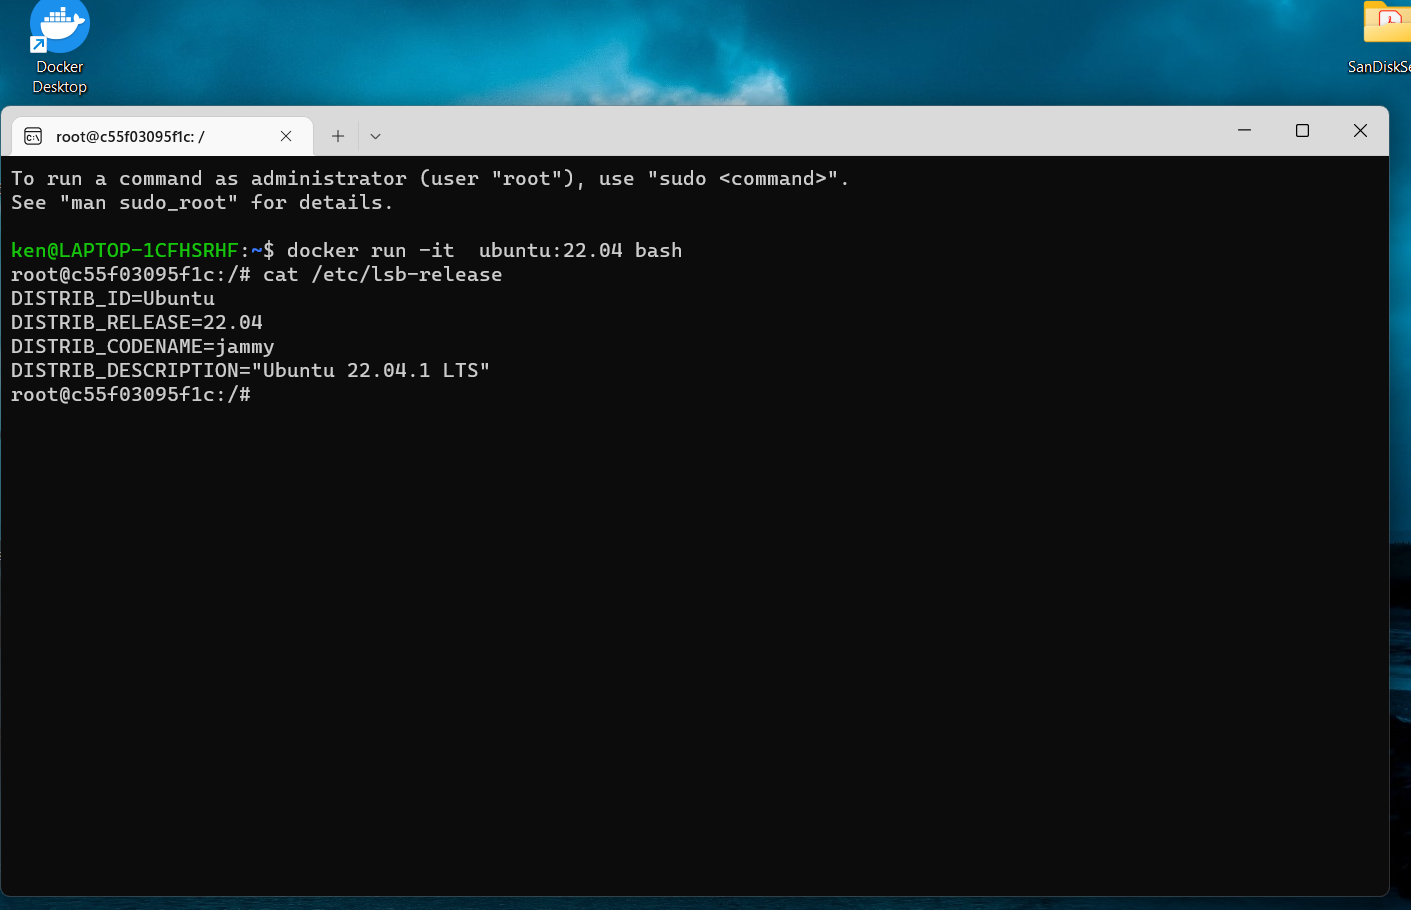 Docker
Desktop
SanDiskSe
root@c55f03095f1c: /
To run a command as administrator (user "root"), use "sudo <command>".
See "man sudo_root" for details.
ken@LAPTOP-1CFHSRHF:~$ docker run -it  ubuntu:22.04 bash
root@c55f03095f1c:/# cat /etc/lsb-release
DISTRIB_ID=Ubuntu
DISTRIB_RELEASE=22.04
DISTRIB_CODENAME=jammy
DISTRIB_DESCRIPTION="Ubuntu 22.04.1 LTS"
root@c55f03095f1c:/#